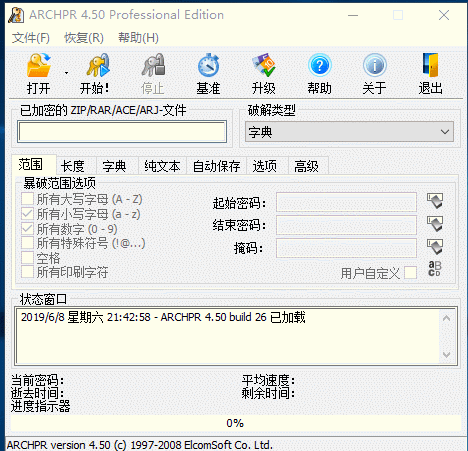 ARCHPR 4.50 Professional Edition
文件(F) 恢复(R) 帮助(H)
打开 开始! 停止 基准 升级 帮助 关于 退出
已加密的 ZIP/RAR/ACE/ARJ-文件 破解类型
字典
范围 长度 字典 纯文本 自动保存 选项 高级
暴破范围选项
所有大写字母 (A - Z) 起始密码:
所有小写字母 (a - z)
所有数字 (0 - 9) 结束密码:
所有特殊符号 (!@...) 掩码:
空格
所有印刷字符 用户自定义
状态窗口
2019/6/8 星期六 21:42:58 - ARCHPR 4.50 build 26 已加载
当前密码: 平均速度:
逝去时间: 剩余时间:
进度指示器
0%
ARCHPR version 4.50 (c) 1997-2008 ElcomSoft Co. Ltd.